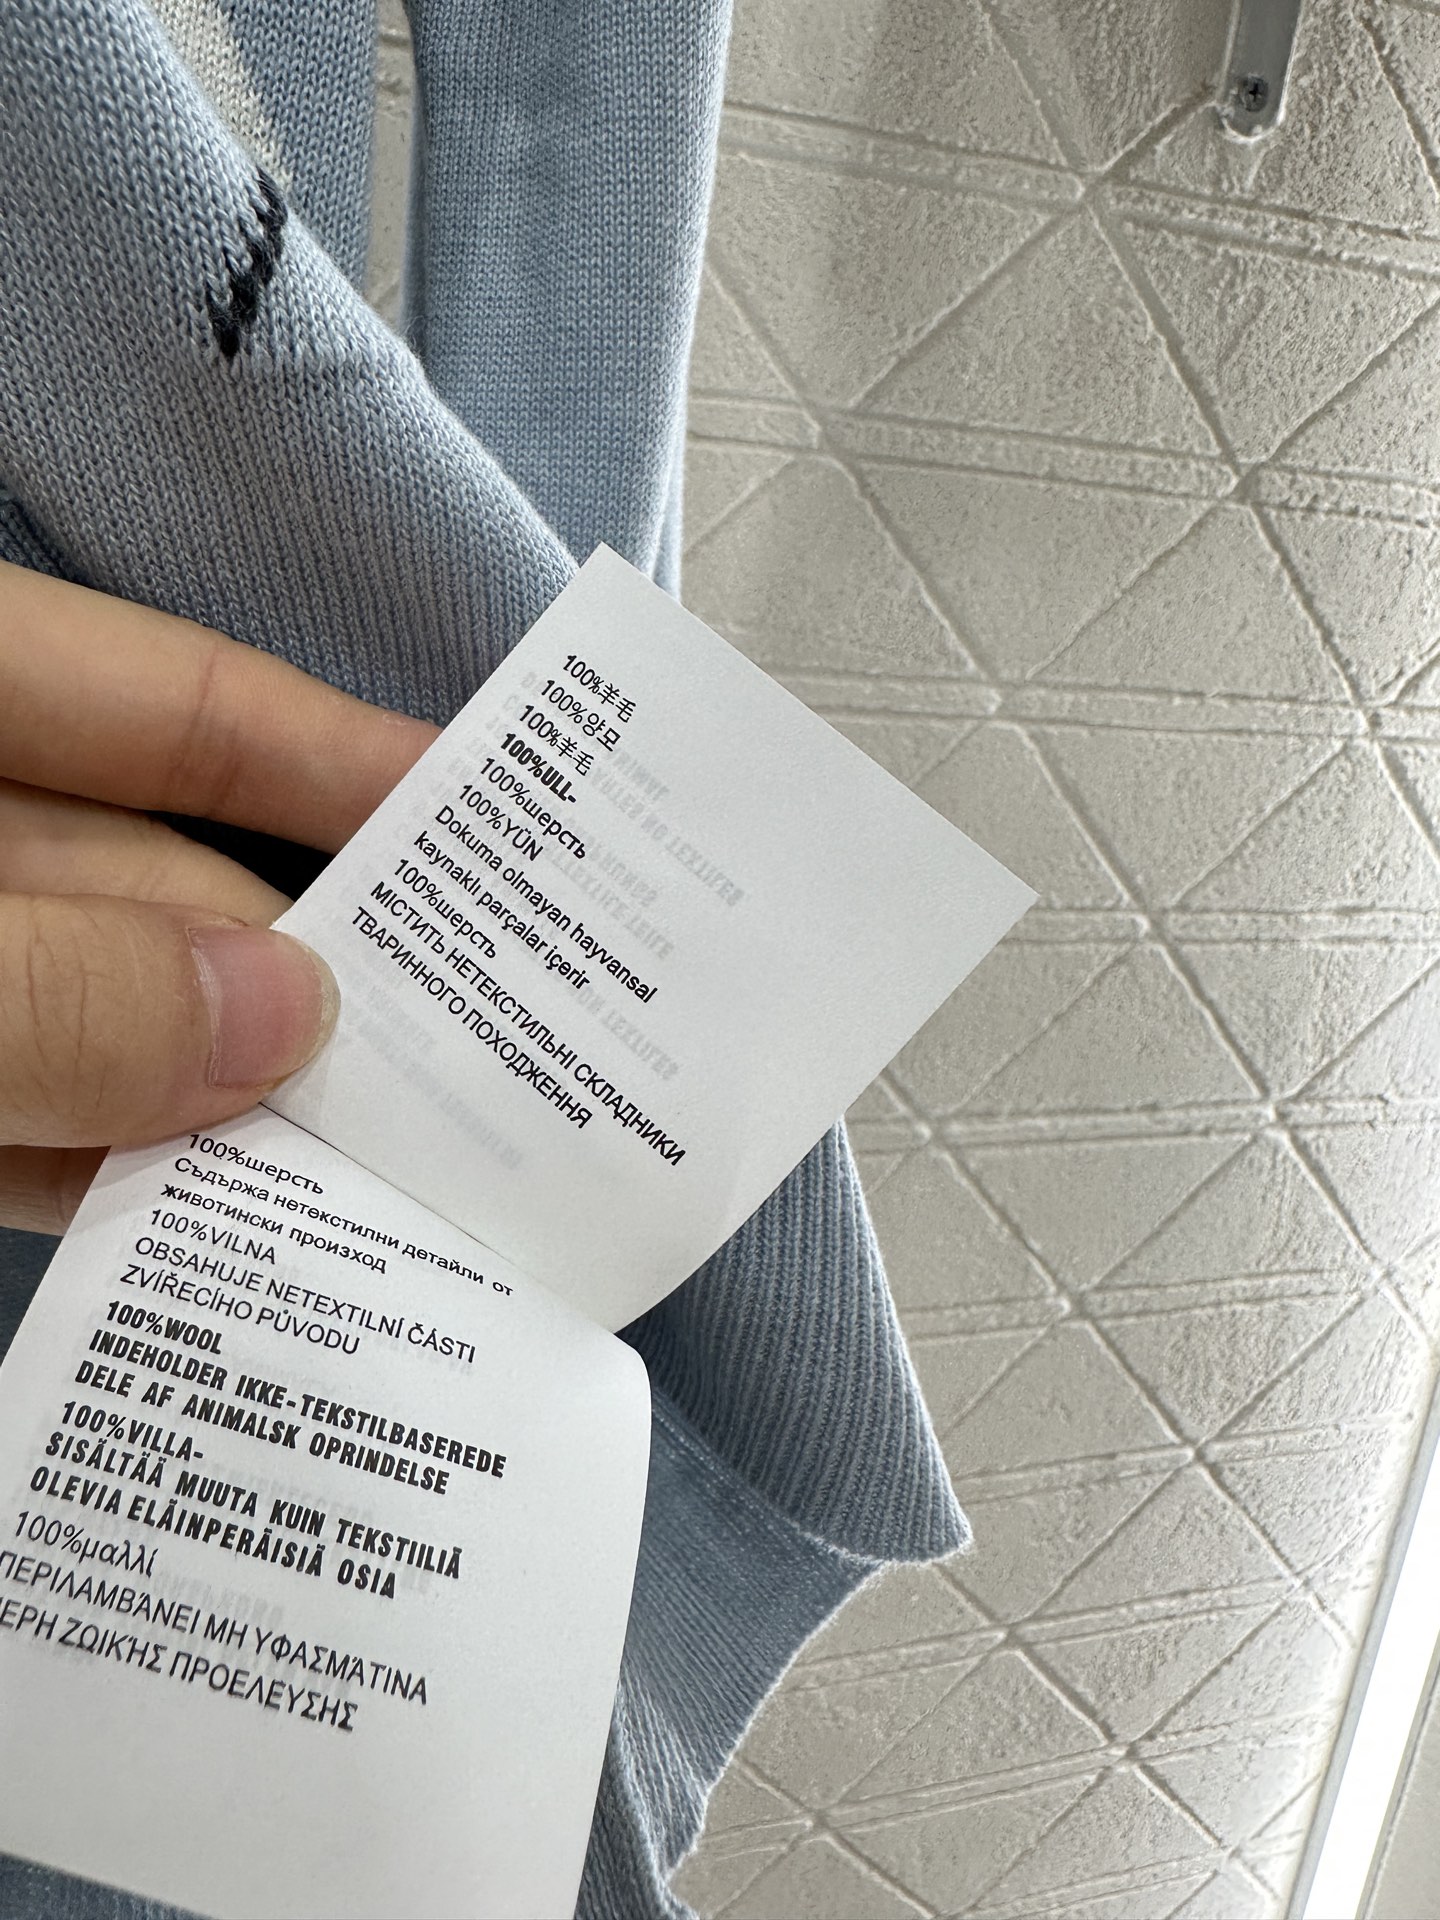 100%羊毛
100%양모
100%羊毛
100%ULL-
100%шерсть
100%YÜN
Dokuma olmayan hayvansal
kaynaklı parçalar içerir
100%шерсть
МІСТИТЬ НЕТЕКСТИЛЬНІ СКЛАДНИКИ
ТВАРИННОГО ПОХОДЖЕННЯ
100%шерсть
Съдържа нетекстилни детайли от
животински произход
100%VILNA
OBSAHUJE NETEXTILNÍ ČÁSTI
ZVÍŘECÍHO PŮVODU
100%WOOL
INDEHOLDER IKKE-TEKSTILBASEREDE
DELE AF ANIMALSK OPRINDELSE
100%VILLA-
SISÄLTÄÄ MUUTA KUIN TEKSTIILIÄ
OLEVIA ELÄINPERÄISIÄ OSIA
100%μαλλί
ΠΕΡΙΛΑΜΒΆΝΕΙ ΜΗ ΥΦΑΣΜΆΤΙΝΑ
ΜΕΡΗ ΖΩΙΚΉΣ ΠΡΟΕΛΕΥΣΗΣ